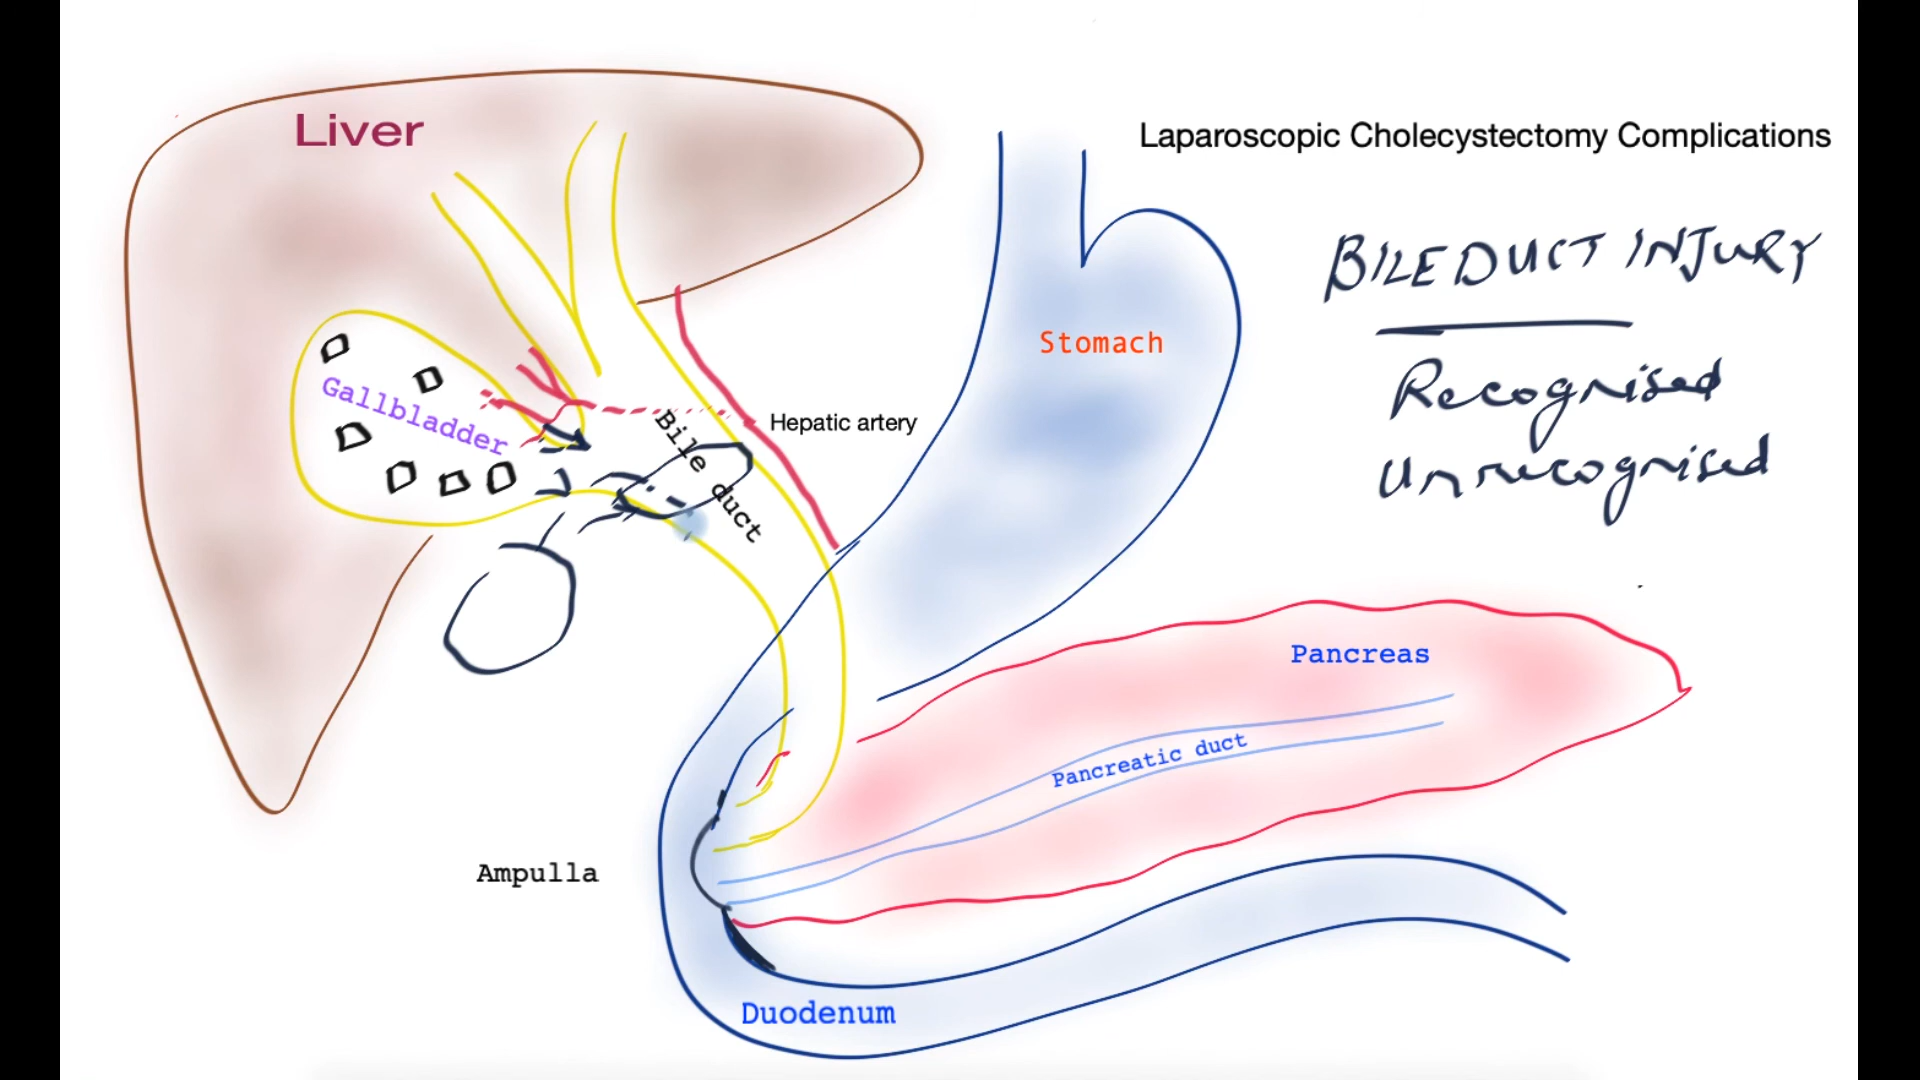 Liver
Laparoscopic Cholecystectomy Complications
BILE DUCT INJURY
Recognised
Unrecognised
Stomach
Gallbladder
Hepatic artery
Bile duct
Pancreas
Pancreatic duct
Ampulla
Duodenum